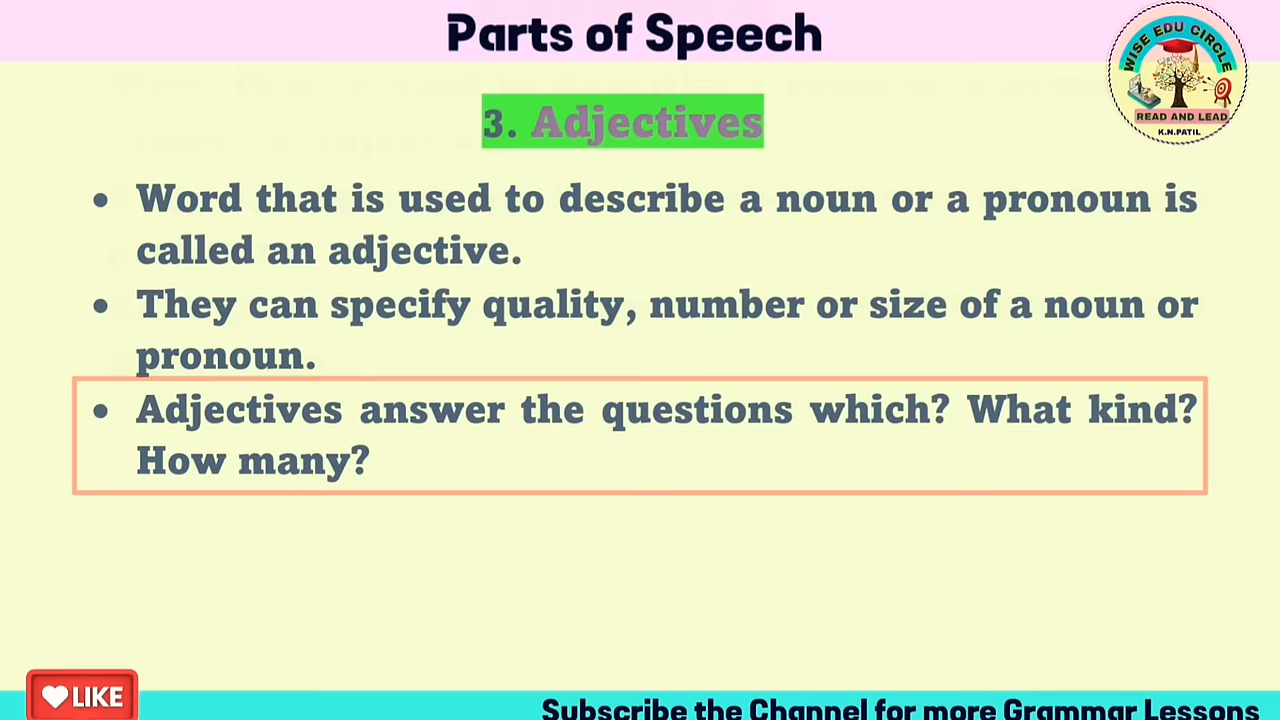 Parts of Speech
WISE EDU CIRCLE
READ AND LEAD
K.N.PATIL
3. Adjectives
• Word that is used to describe a noun or a pronoun is
called an adjective.
• They can specify quality, number or size of a noun or
pronoun.
• Adjectives answer the questions which? What kind?
How many?
LIKE
Subscribe the Channel for more Grammar Lessons